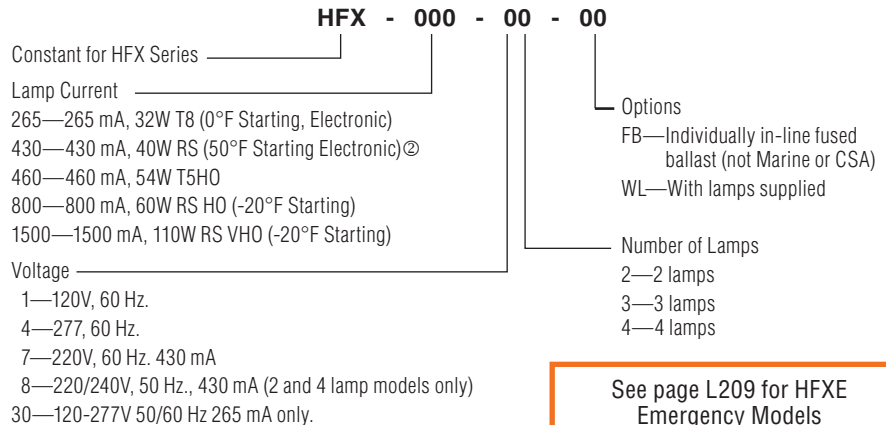 HFX - 000 - 00 - 00
Constant for HFX Series
Lamp Current
265—265 mA, 32W T8 (0°F Starting, Electronic)
430—430 mA, 40W RS (50°F Starting Electronic)②
460—460 mA, 54W T5HO
800—800 mA, 60W RS HO (-20°F Starting)
1500—1500 mA, 110W RS VHO (-20°F Starting)
Voltage
1—120V, 60 Hz.
4—277, 60 Hz.
7—220V, 60 Hz. 430 mA
8—220/240V, 50 Hz., 430 mA (2 and 4 lamp models only)
30—120-277V 50/60 Hz 265 mA only.
Options
FB—Individually in-line fused
ballast (not Marine or CSA)
WL—With lamps supplied
Number of Lamps
2—2 lamps
3—3 lamps
4—4 lamps
See page L209 for HFXE
Emergency Models